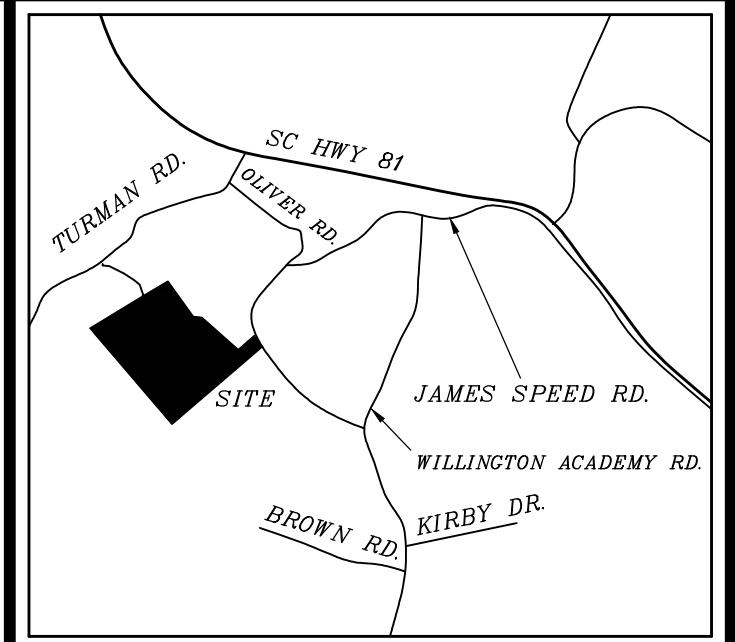 SC HWY 81
TURMAN RD.
OLIVER RD.
SITE
JAMES SPEED RD.
WILLINGTON ACADEMY RD.
KIRBY DR.
BROWN RD.